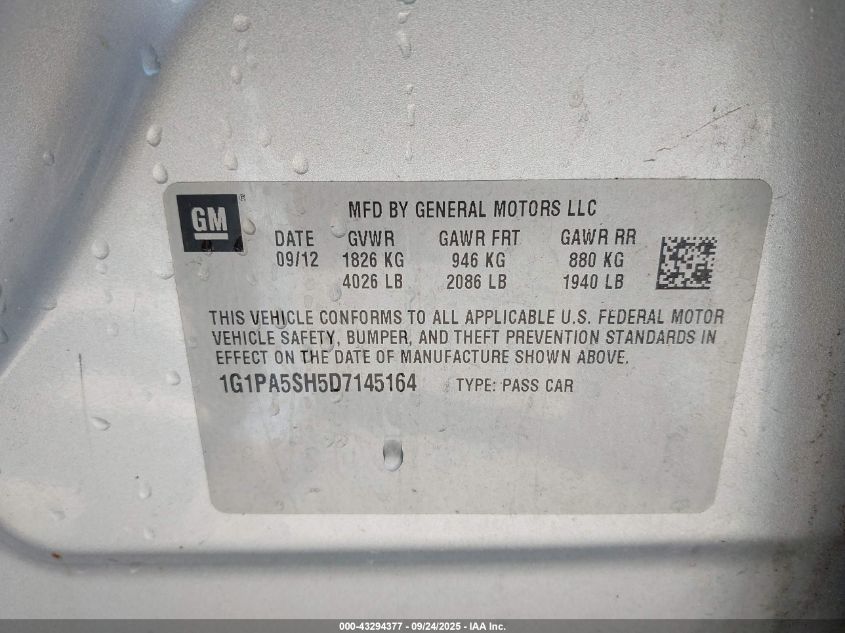 GM ®
MFD BY GENERAL MOTORS LLC
DATE GVWR GAWR FRT GAWR RR
09/12 1826 KG 946 KG 880 KG
4026 LB 2086 LB 1940 LB
THIS VEHICLE CONFORMS TO ALL APPLICABLE U.S. FEDERAL MOTOR
VEHICLE SAFETY, BUMPER, AND THEFT PREVENTION STANDARDS IN
EFFECT ON THE DATE OF MANUFACTURE SHOWN ABOVE.
1G1PA5SH5D7145164 TYPE: PASS CAR
000-43294377 - 09/24/2025 - IAA Inc.